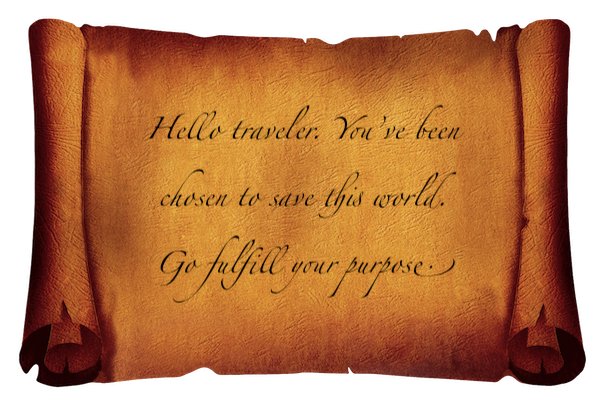 Hello traveler. You've been
chosen to save this world.
Go fulfill your purpose.